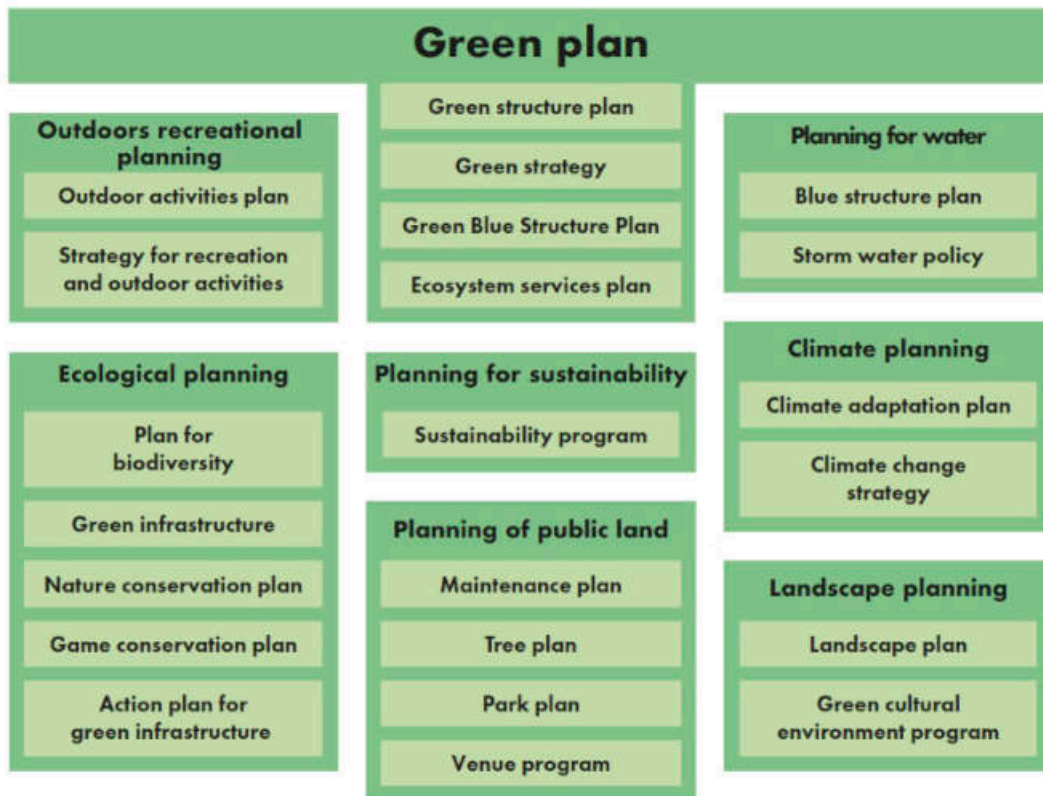 Green plan
Green structure plan
Green strategy
Green Blue Structure Plan
Ecosystem services plan
Outdoors recreational
planning
Outdoor activities plan
Strategy for recreation
and outdoor activities
Planning for water
Blue structure plan
Storm water policy
Ecological planning
Plan for
biodiversity
Green infrastructure
Nature conservation plan
Game conservation plan
Action plan for
green infrastructure
Planning for sustainability
Sustainability program
Planning of public land
Maintenance plan
Tree plan
Park plan
Venue program
Climate planning
Climate adaptation plan
Climate change
strategy
Landscape planning
Landscape plan
Green cultural
environment program